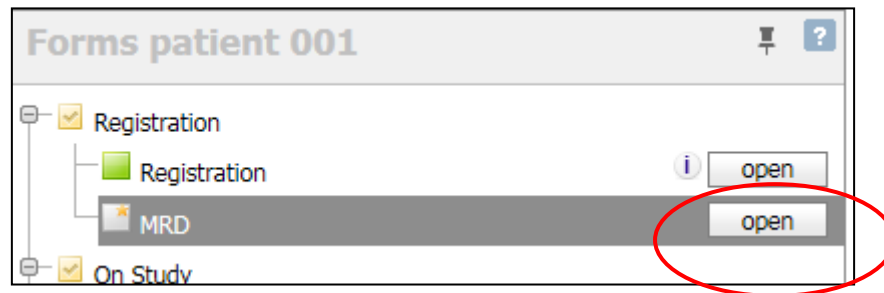 Forms patient 001
?
Registration
Registration i open
MRD open
On Study